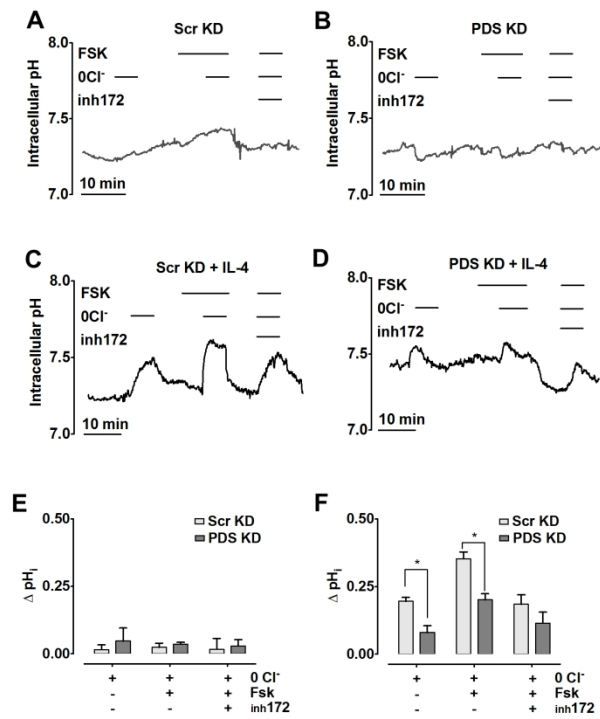 A
Scr KD
FSK
0Cl⁻
inh172
8.0
7.5
7.0
Intracellular pH
10 min
B
PDS KD
FSK
0Cl⁻
inh172
8.0
7.5
7.0
Intracellular pH
10 min
C
Scr KD + IL-4
FSK
0Cl⁻
inh172
8.0
7.5
7.0
Intracellular pH
10 min
D
PDS KD + IL-4
FSK
0Cl⁻
inh172
8.0
7.5
7.0
Intracellular pH
10 min
E
Scr KD
PDS KD
0.50
0.25
0.00
Δ pHi
+ + +
- + +
- - +
0 Cl⁻
Fsk
inh172
F
Scr KD
PDS KD
* *
0.50
0.25
0.00
Δ pHi
+ + + 0 Cl⁻
- + + Fsk
- - + inh172